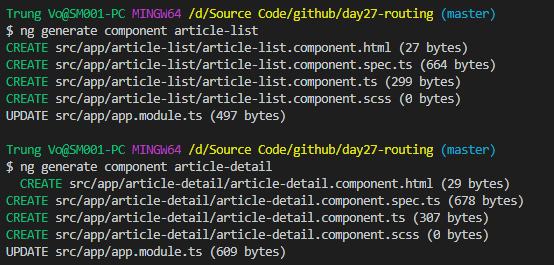 Trung Vo@SM001-PC MINGW64 /d/Source Code/github/day27-routing (master)
$ ng generate component article-list
CREATE src/app/article-list/article-list.component.html (27 bytes)
CREATE src/app/article-list/article-list.component.spec.ts (664 bytes)
CREATE src/app/article-list/article-list.component.ts (299 bytes)
CREATE src/app/article-list/article-list.component.scss (0 bytes)
UPDATE src/app/app.module.ts (497 bytes)

Trung Vo@SM001-PC MINGW64 /d/Source Code/github/day27-routing (master)
$ ng generate component article-detail
  CREATE src/app/article-detail/article-detail.component.html (29 bytes)
CREATE src/app/article-detail/article-detail.component.spec.ts (678 bytes)
CREATE src/app/article-detail/article-detail.component.ts (307 bytes)
CREATE src/app/article-detail/article-detail.component.scss (0 bytes)
UPDATE src/app/app.module.ts (609 bytes)